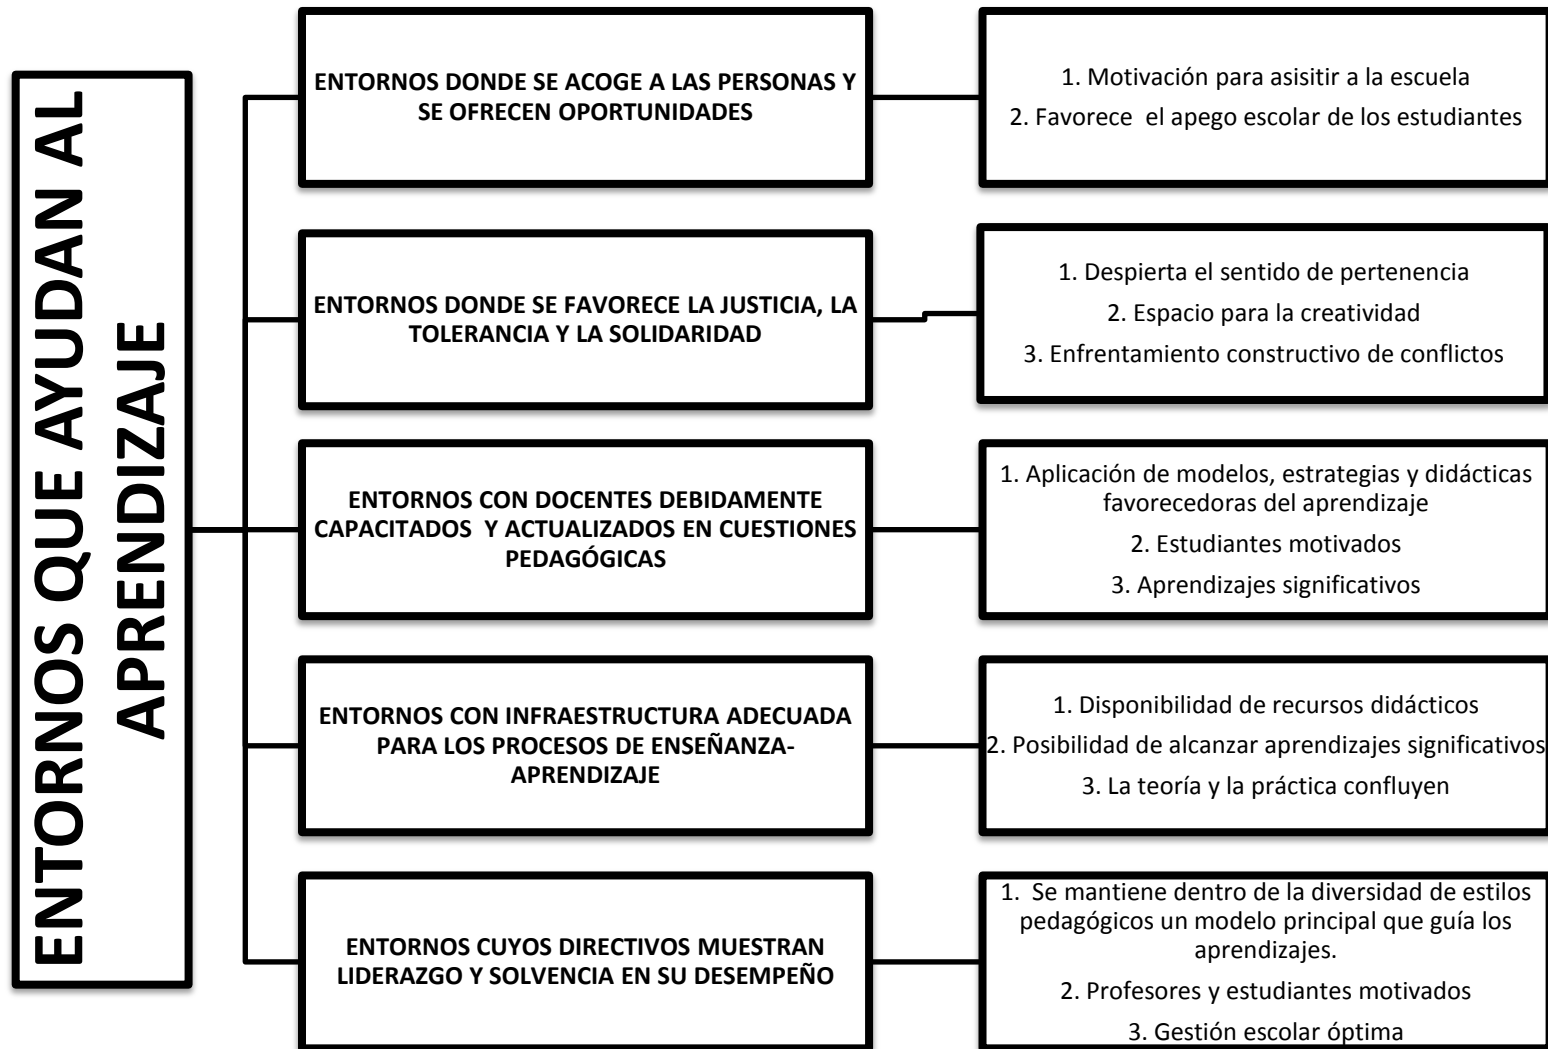 ENTORNOS QUE AYUDAN AL
APRENDIZAJE
ENTORNOS DONDE SE ACOGE A LAS PERSONAS Y
SE OFRECEN OPORTUNIDADES
1. Motivación para asisitir a la escuela
2. Favorece  el apego escolar de los estudiantes
ENTORNOS DONDE SE FAVORECE LA JUSTICIA, LA
TOLERANCIA Y LA SOLIDARIDAD
1. Despierta el sentido de pertenencia
2. Espacio para la creatividad
3. Enfrentamiento constructivo de conflictos
ENTORNOS CON DOCENTES DEBIDAMENTE
CAPACITADOS  Y ACTUALIZADOS EN CUESTIONES
PEDAGÓGICAS
1. Aplicación de modelos, estrategias y didácticas
favorecedoras del aprendizaje
2. Estudiantes motivados
3. Aprendizajes significativos
ENTORNOS CON INFRAESTRUCTURA ADECUADA
PARA LOS PROCESOS DE ENSEÑANZA-
APRENDIZAJE
1. Disponibilidad de recursos didácticos
2. Posibilidad de alcanzar aprendizajes significativos
3. La teoría y la práctica confluyen
ENTORNOS CUYOS DIRECTIVOS MUESTRAN
LIDERAZGO Y SOLVENCIA EN SU DESEMPEÑO
1.  Se mantiene dentro de la diversidad de estilos
pedagógicos un modelo principal que guía los
aprendizajes.
2. Profesores y estudiantes motivados
3. Gestión escolar óptima